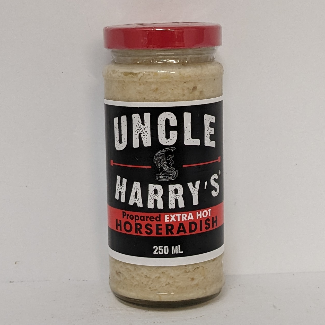 UNCLE
HARRY'S
Prepared EXTRA HOT
HORSERADISH
250 ML